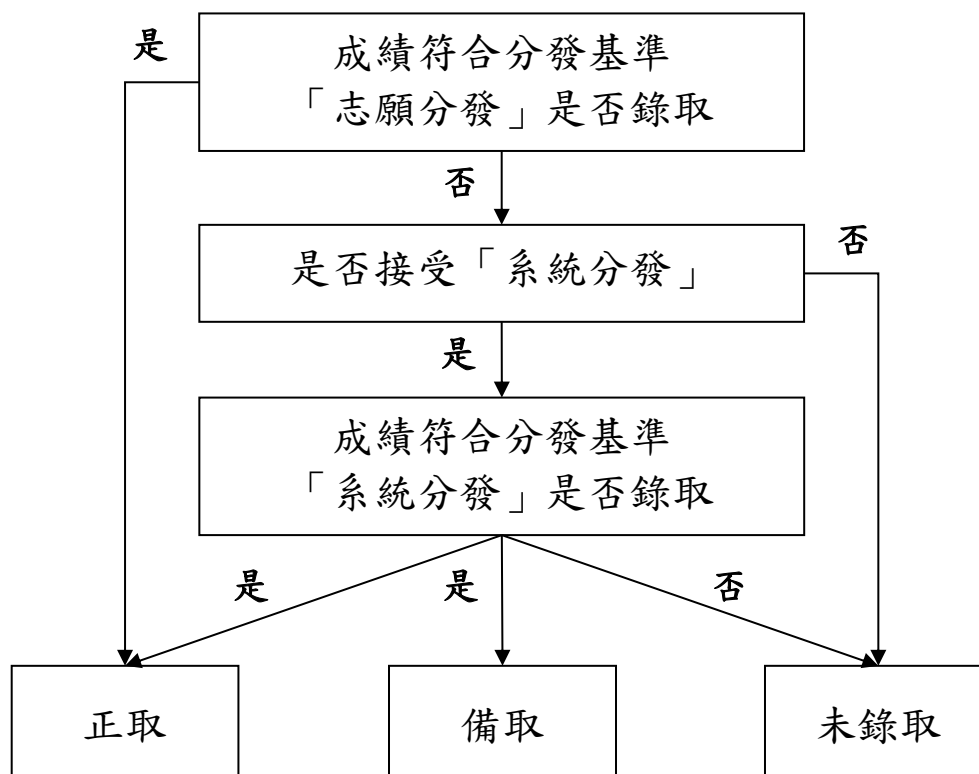 是
成績符合分發基準
「志願分發」是否錄取
否
是否接受「系統分發」
否
是
成績符合分發基準
「系統分發」是否錄取
是
是
否
正取
備取
未錄取